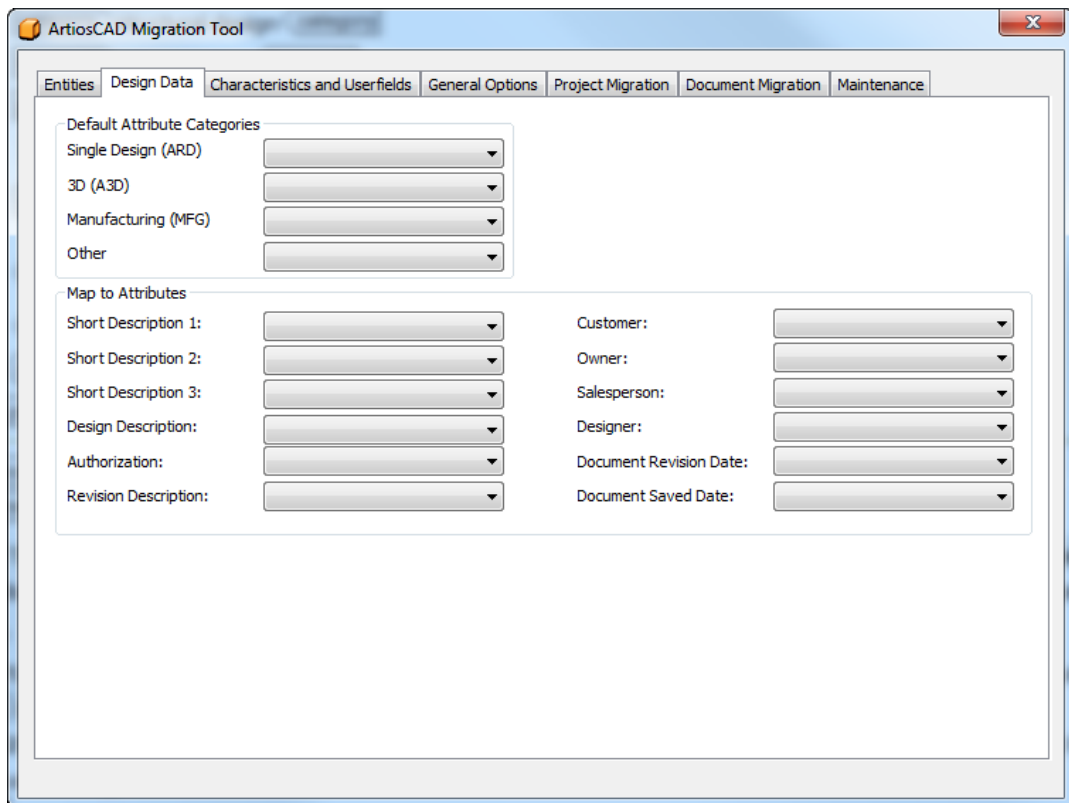 ArtiosCAD Migration Tool
Entities Design Data Characteristics and Userfields General Options Project Migration Document Migration Maintenance
Default Attribute Categories
Single Design (ARD)
3D (A3D)
Manufacturing (MFG)
Other
Map to Attributes
Short Description 1: Customer:
Short Description 2: Owner:
Short Description 3: Salesperson:
Design Description: Designer:
Authorization: Document Revision Date:
Revision Description: Document Saved Date: